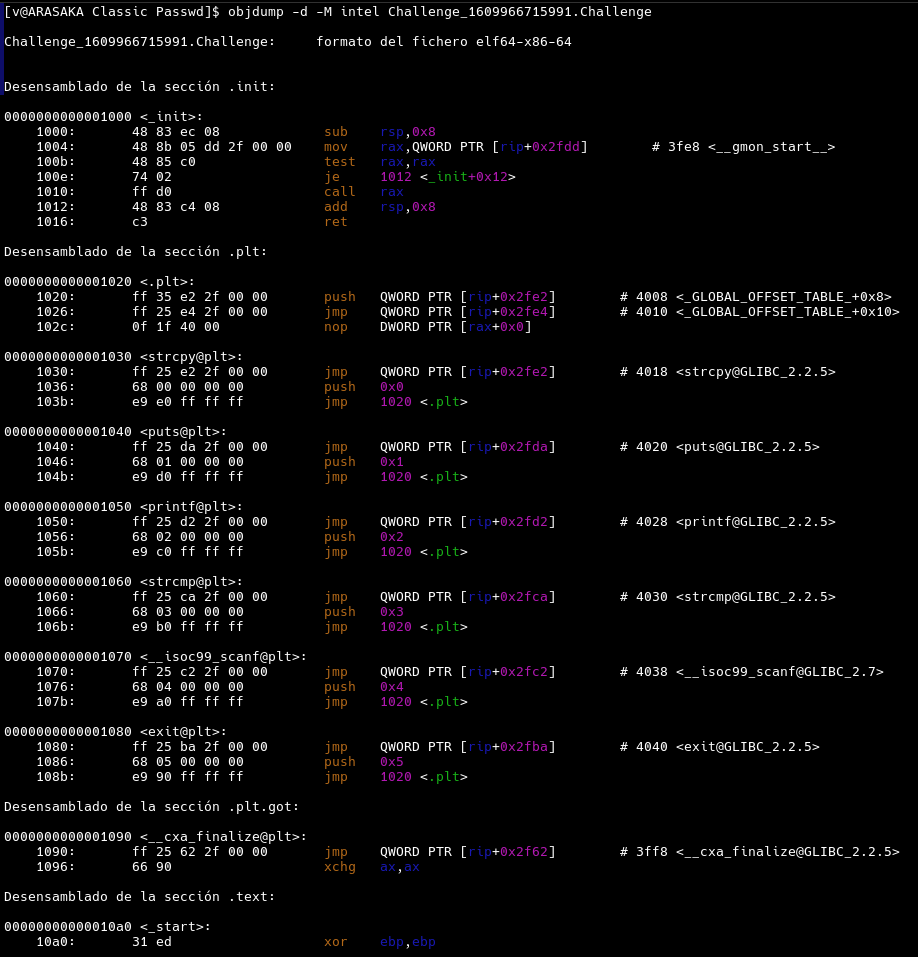 [v@ARASAKA Classic Passwd]$ objdump -d -M intel Challenge_1609966715991.Challenge
Challenge_1609966715991.Challenge:     formato del fichero elf64-x86-64
Desensamblado de la sección .init:
0000000000001000 <_init>:
    1000:       48 83 ec 08             sub    rsp,0x8
    1004:       48 8b 05 dd 2f 00 00    mov    rax,QWORD PTR [rip+0x2fdd]        # 3fe8 <__gmon_start__>
    100b:       48 85 c0                test   rax,rax
    100e:       74 02                   je     1012 <_init+0x12>
    1010:       ff d0                   call   rax
    1012:       48 83 c4 08             add    rsp,0x8
    1016:       c3                      ret
Desensamblado de la sección .plt:
0000000000001020 <.plt>:
    1020:       ff 35 e2 2f 00 00       push   QWORD PTR [rip+0x2fe2]        # 4008 <_GLOBAL_OFFSET_TABLE_+0x8>
    1026:       ff 25 e4 2f 00 00       jmp    QWORD PTR [rip+0x2fe4]        # 4010 <_GLOBAL_OFFSET_TABLE_+0x10>
    102c:       0f 1f 40 00             nop    DWORD PTR [rax+0x0]
0000000000001030 <strcpy@plt>:
    1030:       ff 25 e2 2f 00 00       jmp    QWORD PTR [rip+0x2fe2]        # 4018 <strcpy@GLIBC_2.2.5>
    1036:       68 00 00 00 00          push   0x0
    103b:       e9 e0 ff ff ff          jmp    1020 <.plt>
0000000000001040 <puts@plt>:
    1040:       ff 25 da 2f 00 00       jmp    QWORD PTR [rip+0x2fda]        # 4020 <puts@GLIBC_2.2.5>
    1046:       68 01 00 00 00          push   0x1
    104b:       e9 d0 ff ff ff          jmp    1020 <.plt>
0000000000001050 <printf@plt>:
    1050:       ff 25 d2 2f 00 00       jmp    QWORD PTR [rip+0x2fd2]        # 4028 <printf@GLIBC_2.2.5>
    1056:       68 02 00 00 00          push   0x2
    105b:       e9 c0 ff ff ff          jmp    1020 <.plt>
0000000000001060 <strcmp@plt>:
    1060:       ff 25 ca 2f 00 00       jmp    QWORD PTR [rip+0x2fca]        # 4030 <strcmp@GLIBC_2.2.5>
    1066:       68 03 00 00 00          push   0x3
    106b:       e9 b0 ff ff ff          jmp    1020 <.plt>
0000000000001070 <__isoc99_scanf@plt>:
    1070:       ff 25 c2 2f 00 00       jmp    QWORD PTR [rip+0x2fc2]        # 4038 <__isoc99_scanf@GLIBC_2.7>
    1076:       68 04 00 00 00          push   0x4
    107b:       e9 a0 ff ff ff          jmp    1020 <.plt>
0000000000001080 <exit@plt>:
    1080:       ff 25 ba 2f 00 00       jmp    QWORD PTR [rip+0x2fba]        # 4040 <exit@GLIBC_2.2.5>
    1086:       68 05 00 00 00          push   0x5
    108b:       e9 90 ff ff ff          jmp    1020 <.plt>
Desensamblado de la sección .plt.got:
0000000000001090 <__cxa_finalize@plt>:
    1090:       ff 25 62 2f 00 00       jmp    QWORD PTR [rip+0x2f62]        # 3ff8 <__cxa_finalize@GLIBC_2.2.5>
    1096:       66 90                   xchg   ax,ax
Desensamblado de la sección .text:
00000000000010a0 <_start>:
    10a0:       31 ed                   xor    ebp,ebp